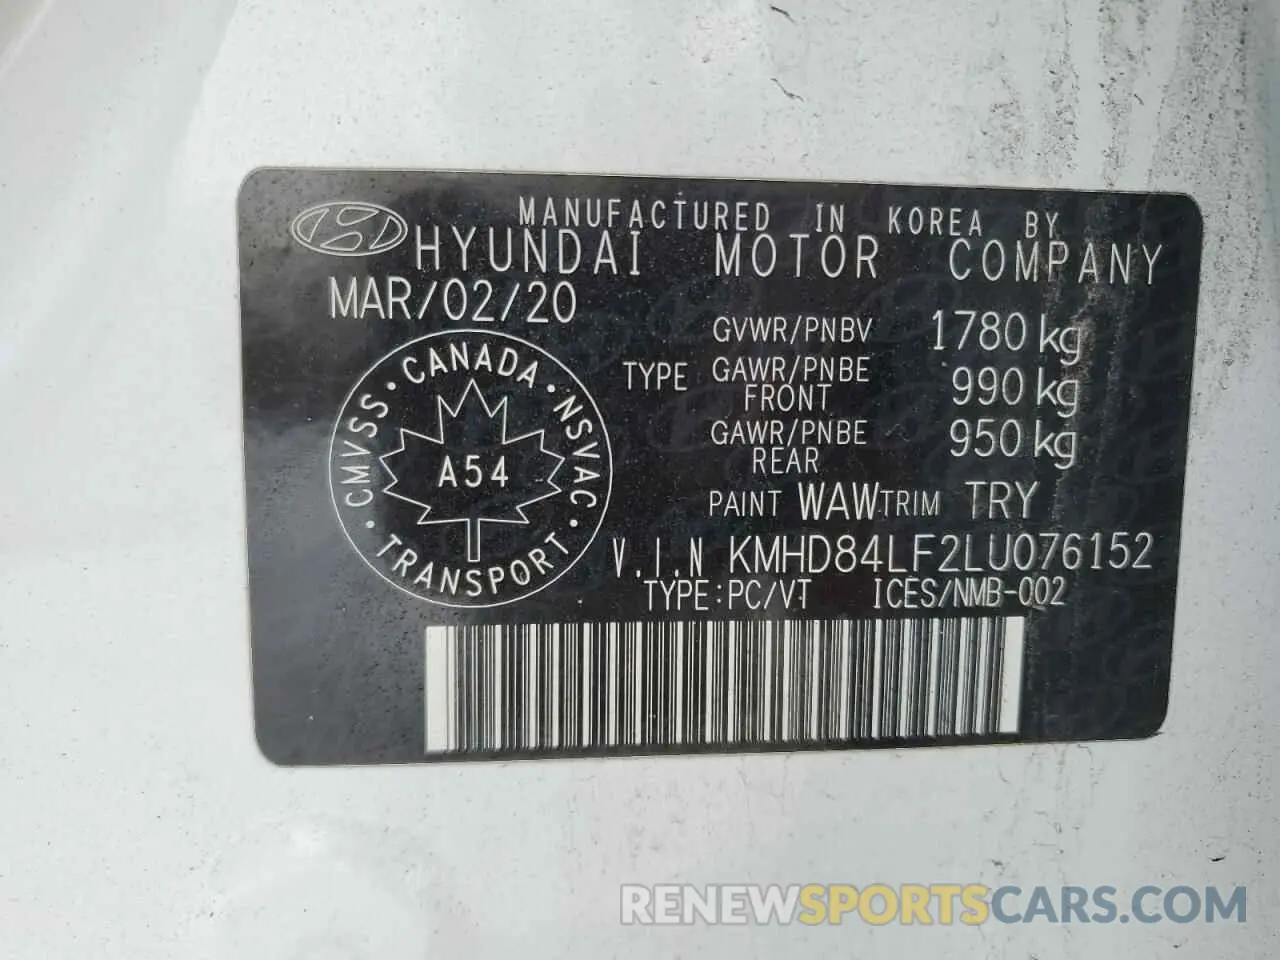 MANUFACTURED IN KOREA BY
HYUNDAI MOTOR COMPANY
MAR/02/20
GVWR/PNBV 1780 kg
TYPE GAWR/PNBE FRONT 990 kg
GAWR/PNBE REAR 950 kg
PAINT WAW TRIM TRY
V.I.N KMHD84LF2LU076152
TYPE:PC/VT ICES/NMB-002
CANADA · NSVAC · TRANSPORT · CMVSS ·
A54
RENEWSPORTSCARS.COM